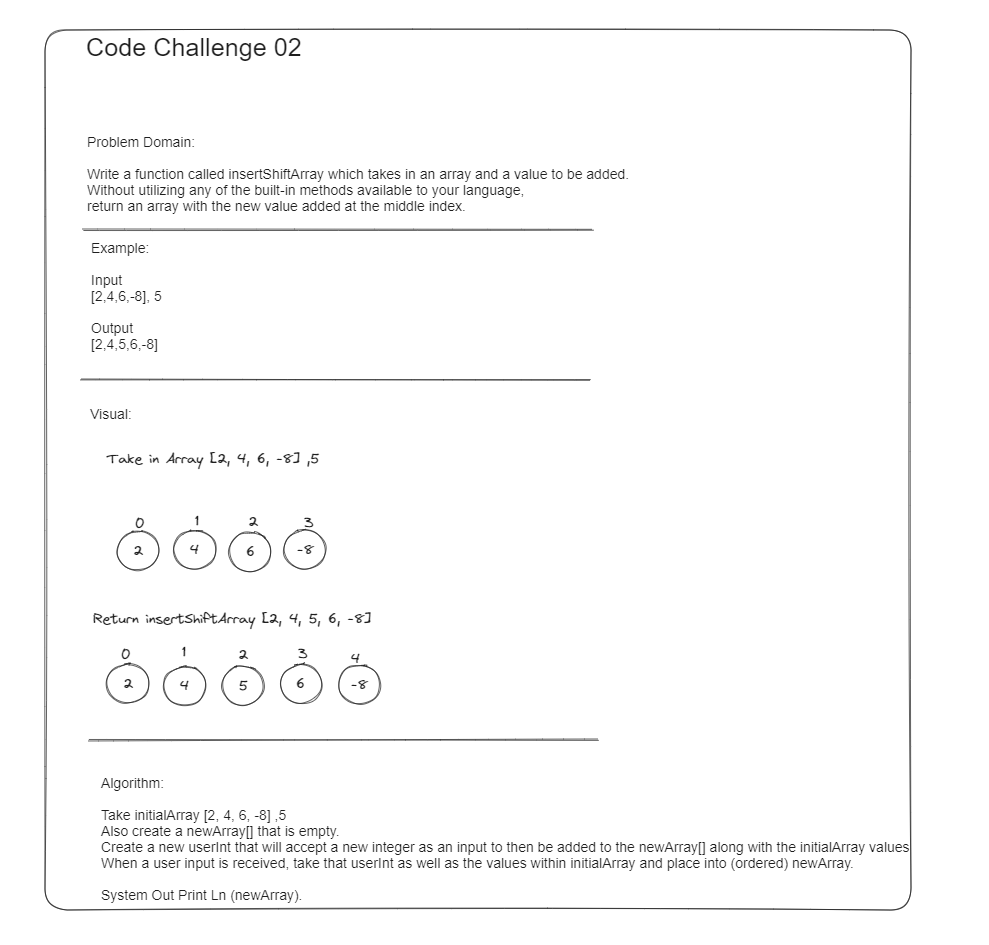 Code Challenge 02
Problem Domain:
Write a function called insertShiftArray which takes in an array and a value to be added.
Without utilizing any of the built-in methods available to your language,
return an array with the new value added at the middle index.
Example:
Input
[2,4,6,-8], 5
Output
[2,4,5,6,-8]
Visual:
Take in Array [2, 4, 6, -8] ,5
0 1 2 3
2 4 6 -8
Return insertShiftArray [2, 4, 5, 6, -8]
0 1 2 3 4
2 4 5 6 -8
Algorithm:
Take initialArray [2, 4, 6, -8] ,5
Also create a newArray[] that is empty.
Create a new userInt that will accept a new integer as an input to then be added to the newArray[] along with the initialArray values
When a user input is received, take that userInt as well as the values within initialArray and place into (ordered) newArray.
System Out Print Ln (newArray).